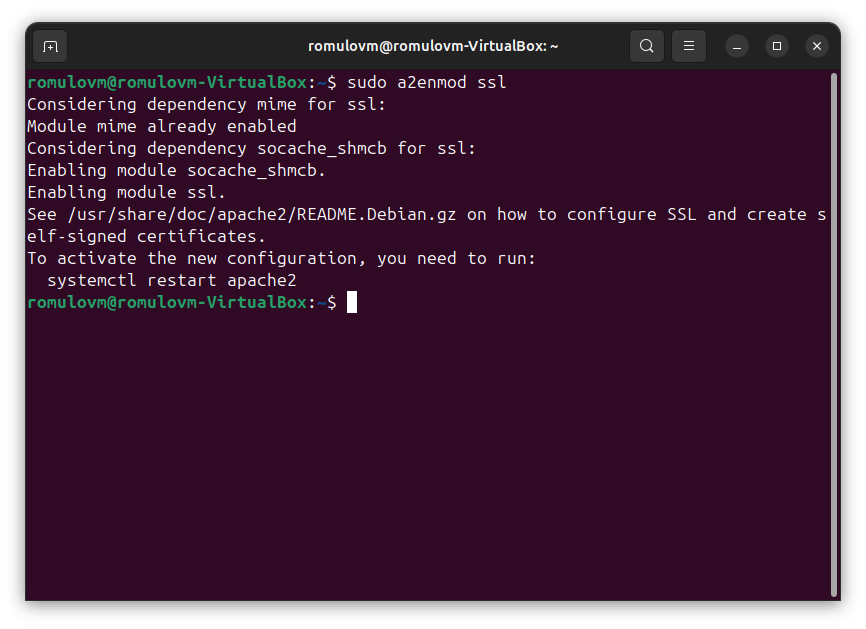 romulovm@romulovm-VirtualBox: ~
romulovm@romulovm-VirtualBox:~$ sudo a2enmod ssl
Considering dependency mime for ssl:
Module mime already enabled
Considering dependency socache_shmcb for ssl:
Enabling module socache_shmcb.
Enabling module ssl.
See /usr/share/doc/apache2/README.Debian.gz on how to configure SSL and create s
elf-signed certificates.
To activate the new configuration, you need to run:
  systemctl restart apache2
romulovm@romulovm-VirtualBox:~$